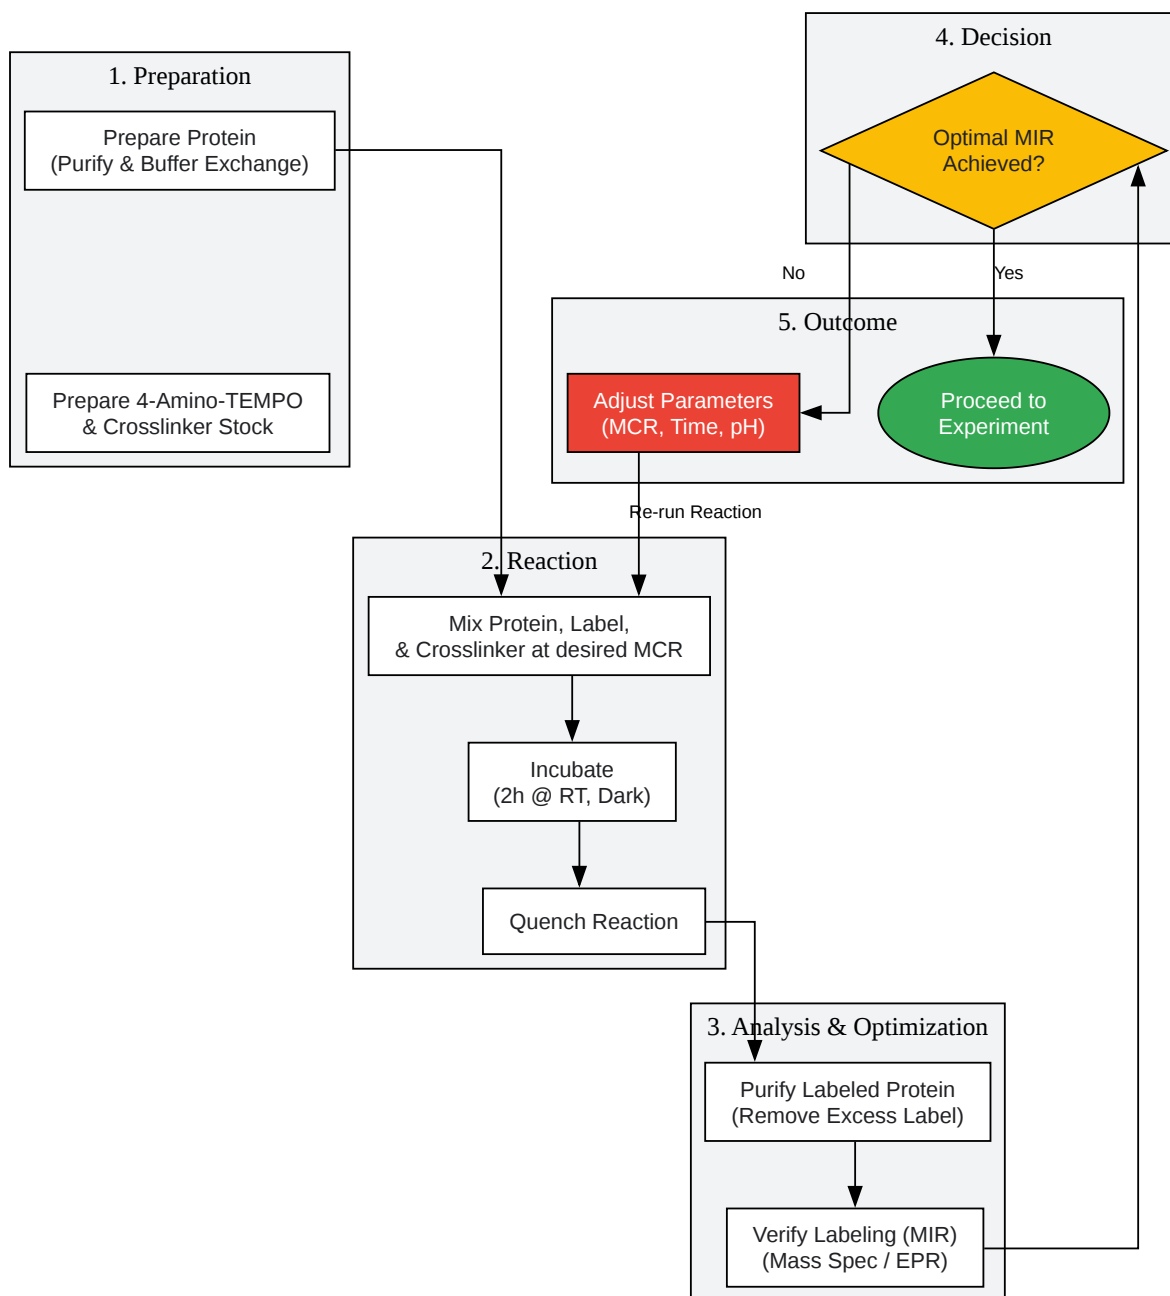 1. Preparation
Prepare Protein
(Purify & Buffer Exchange)
Prepare 4-Amino-TEMPO
& Crosslinker Stock
4. Decision
Optimal MIR
Achieved?
No
Yes
5. Outcome
Adjust Parameters
(MCR, Time, pH)
Proceed to
Experiment
Re-run Reaction
2. Reaction
Mix Protein, Label,
& Crosslinker at desired MCR
Incubate
(2h @ RT, Dark)
Quench Reaction
3. Analysis & Optimization
Purify Labeled Protein
(Remove Excess Label)
Verify Labeling (MIR)
(Mass Spec / EPR)